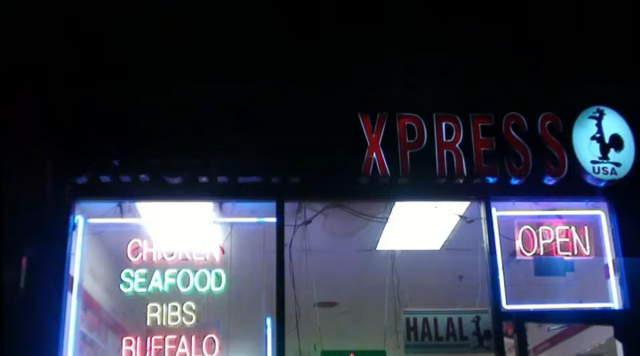 XPRESS
USA
CHICKEN
SEAFOOD
RIBS
BUFFALO
OPEN
HALAL